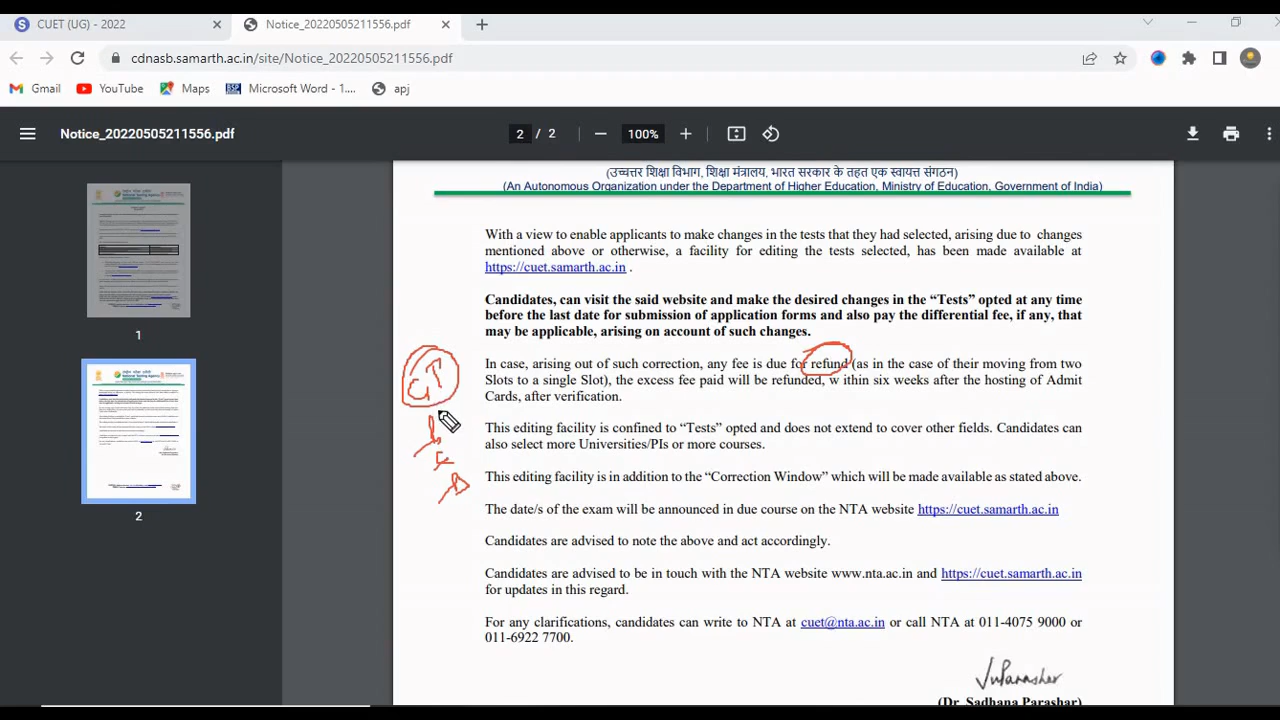 CUET (UG) - 2022
Notice_20220505211556.pdf
cdnasb.samarth.ac.in/site/Notice_20220505211556.pdf
Gmail
YouTube
Maps
Microsoft Word - 1....
apj
Notice_20220505211556.pdf
2 / 2
100%
1
2
(उच्चत्तर शिक्षा विभाग, शिक्षा मंत्रालय, भारत सरकार के तहत एक स्वायत्त संगठन)
(An Autonomous Organization under the Department of Higher Education, Ministry of Education, Government of India)
With a view to enable applicants to make changes in the tests that they had selected, arising due to changes
mentioned above or otherwise, a facility for editing the tests selected, has been made available at
https://cuet.samarth.ac.in .
Candidates, can visit the said website and make the desired changes in the “Tests” opted at any time
before the last date for submission of application forms and also pay the differential fee, if any, that
may be applicable, arising on account of such changes.
In case, arising out of such correction, any fee is due for refund (as in the case of their moving from two
Slots to a single Slot), the excess fee paid will be refunded, w ithin six weeks after the hosting of Admit
Cards, after verification.
GT
This editing facility is confined to “Tests” opted and does not extend to cover other fields. Candidates can
also select more Universities/PIs or more courses.
This editing facility is in addition to the “Correction Window” which will be made available as stated above.
The date/s of the exam will be announced in due course on the NTA website https://cuet.samarth.ac.in
Candidates are advised to note the above and act accordingly.
Candidates are advised to be in touch with the NTA website www.nta.ac.in and https://cuet.samarth.ac.in
for updates in this regard.
For any clarifications, candidates can write to NTA at cuet@nta.ac.in or call NTA at 011-4075 9000 or
011-6922 7700.
(Dr. Sadhana Parashar)